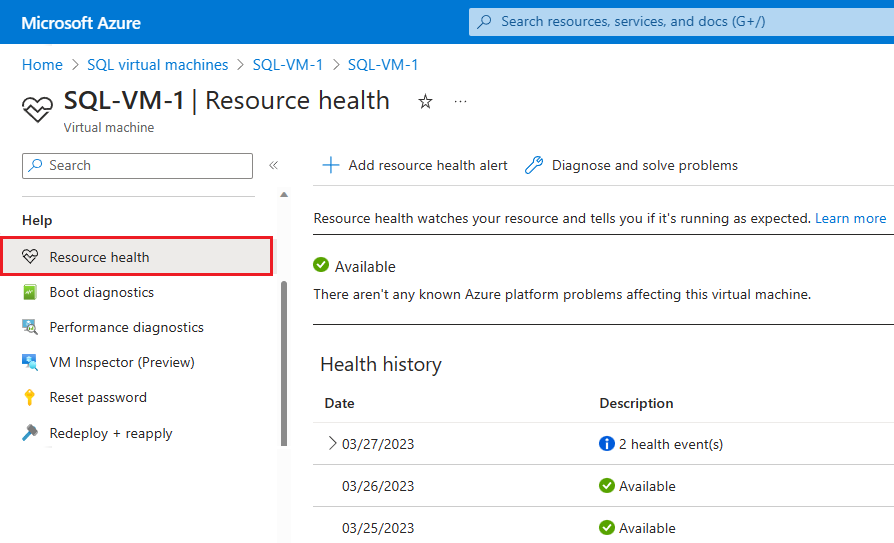 Microsoft Azure
Search resources, services, and docs (G+/)
Home > SQL virtual machines > SQL-VM-1 > SQL-VM-1
SQL-VM-1 | Resource health ☆ ...
Virtual machine
Search «
+ Add resource health alert Diagnose and solve problems
Help
Resource health
Boot diagnostics
Performance diagnostics
VM Inspector (Preview)
Reset password
Redeploy + reapply
Resource health watches your resource and tells you if it's running as expected. Learn more
Available
There aren't any known Azure platform problems affecting this virtual machine.
Health history
Date Description
> 03/27/2023 2 health event(s)
03/26/2023 Available
03/25/2023 Available